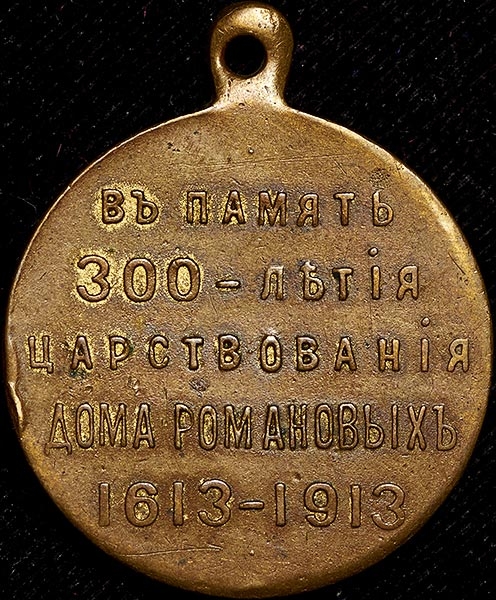 ВЪ ПАМЯТЬ
300-ЛѢТІЯ
ЦАРСТВОВАНІЯ
ДОМА РОМАНОВЫХЪ
1613-1913